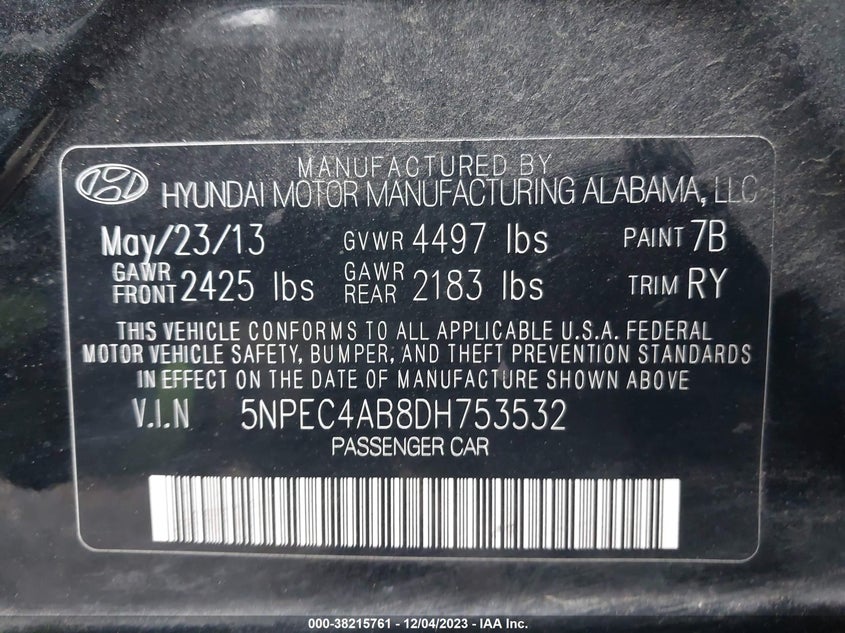 MANUFACTURED BY
HYUNDAI MOTOR MANUFACTURING ALABAMA, LLC
May/23/13 GVWR 4497 lbs PAINT 7B
GAWR FRONT 2425 lbs GAWR REAR 2183 lbs TRIM RY
THIS VEHICLE CONFORMS TO ALL APPLICABLE U.S.A. FEDERAL
MOTOR VEHICLE SAFETY, BUMPER, AND THEFT PREVENTION STANDARDS
IN EFFECT ON THE DATE OF MANUFACTURE SHOWN ABOVE
V.I.N 5NPEC4AB8DH753532
PASSENGER CAR
000-38215761 - 12/04/2023 - IAA Inc.